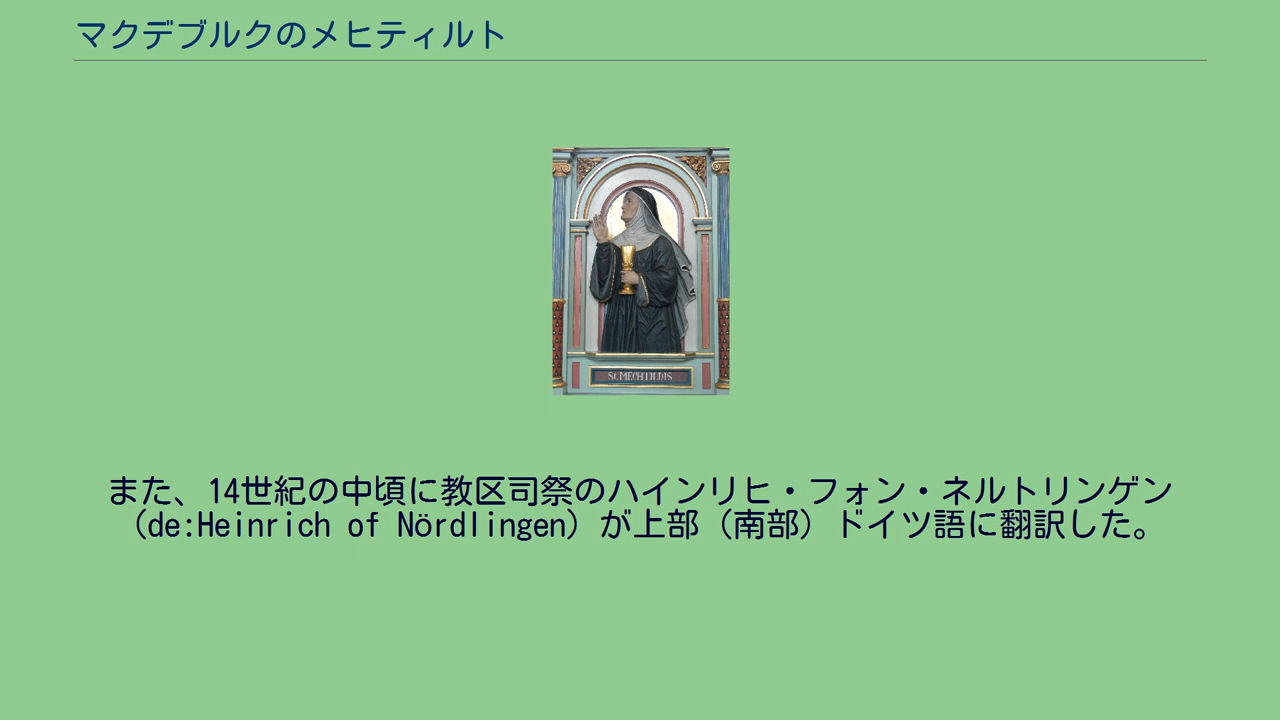 マクデブルクのメヒティルト
St.MECHTILDIS
また、14世紀の中頃に教区司祭のハインリヒ・フォン・ネルトリンゲン
（de:Heinrich of Nördlingen）が上部（南部）ドイツ語に翻訳した。